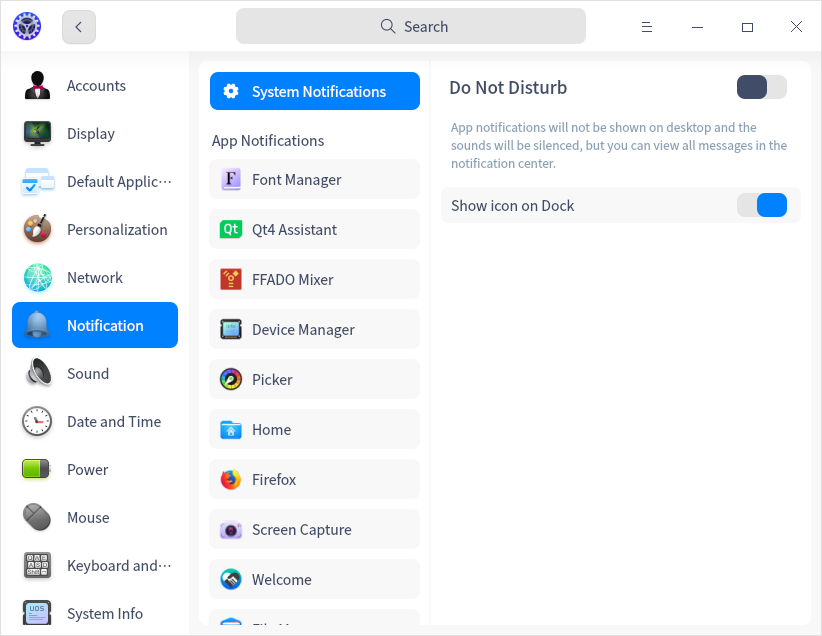 Search
Accounts
Display
Default Applic···
Personalization
Network
Notification
Sound
Date and Time
Power
Mouse
Keyboard and···
UOS
System Info
System Notifications
App Notifications
F
Font Manager
Qt
Qt4 Assistant
FFADO Mixer
Device Manager
Picker
Home
Firefox
Screen Capture
Welcome
Do Not Disturb
App notifications will not be shown on desktop and the
sounds will be silenced, but you can view all messages in the
notification center.
Show icon on Dock